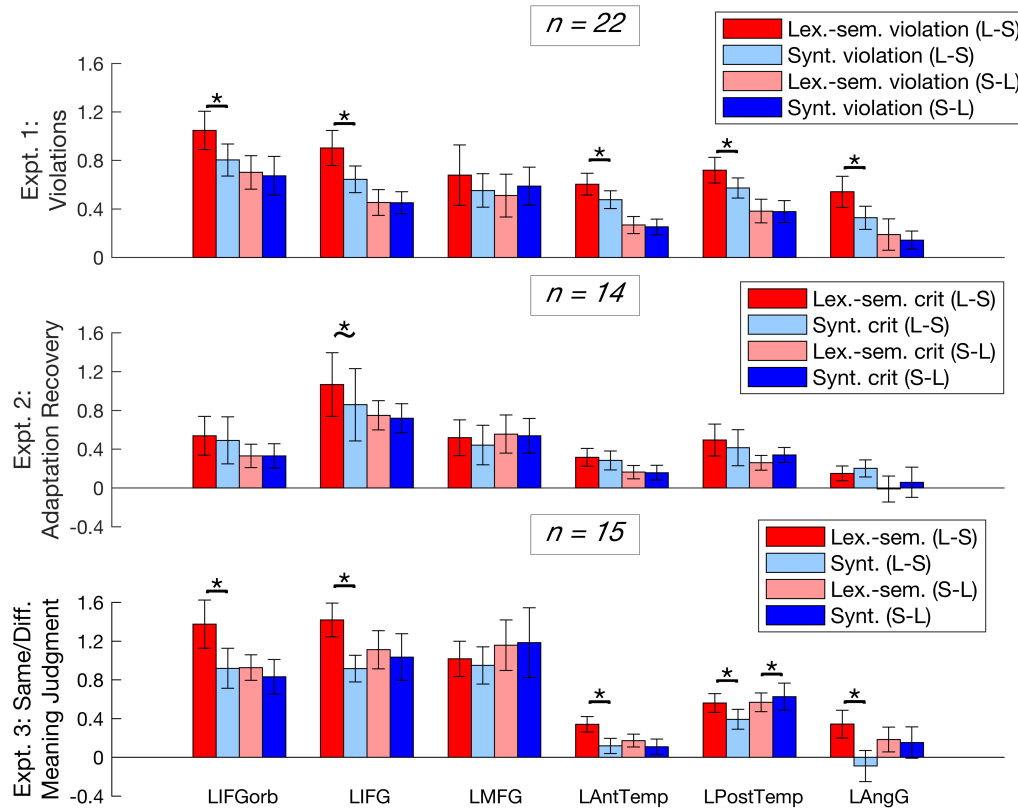 n = 22
Lex.-sem. violation (L-S)
Synt. violation (L-S)
Lex.-sem. violation (S-L)
Synt. violation (S-L)
Expt. 1:
Violations
1.6
1.2
0.8
0.4
0
*
*
*
*
*
n = 14
Lex.-sem. crit (L-S)
Synt. crit (L-S)
Lex.-sem. crit (S-L)
Synt. crit (S-L)
Expt. 2:
Adaptation Recovery
1.6
1.2
0.8
0.4
0
-0.4
*
~
n = 15
Lex.-sem. (L-S)
Synt. (L-S)
Lex.-sem. (S-L)
Synt. (S-L)
Expt. 3: Same/Diff.
Meaning Judgment
1.6
1.2
0.8
0.4
0
-0.4
*
*
*
* *
*
LIFGorb LIFG LMFG LAntTemp LPostTemp LAngG